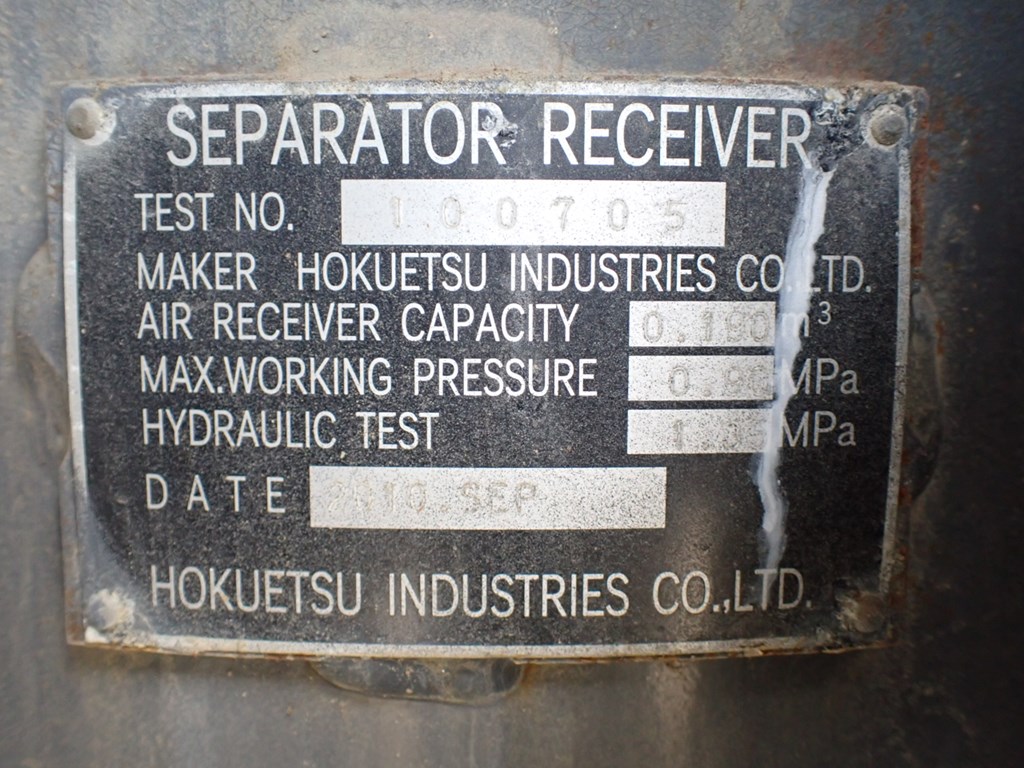 SEPARATOR RECEIVER
TEST NO. 100705
MAKER HOKUETSU INDUSTRIES CO.,LTD.
AIR RECEIVER CAPACITY m³
MAX.WORKING PRESSURE MPa
HYDRAULIC TEST MPa
DATE 2010.SEP
HOKUETSU INDUSTRIES CO.,LTD.